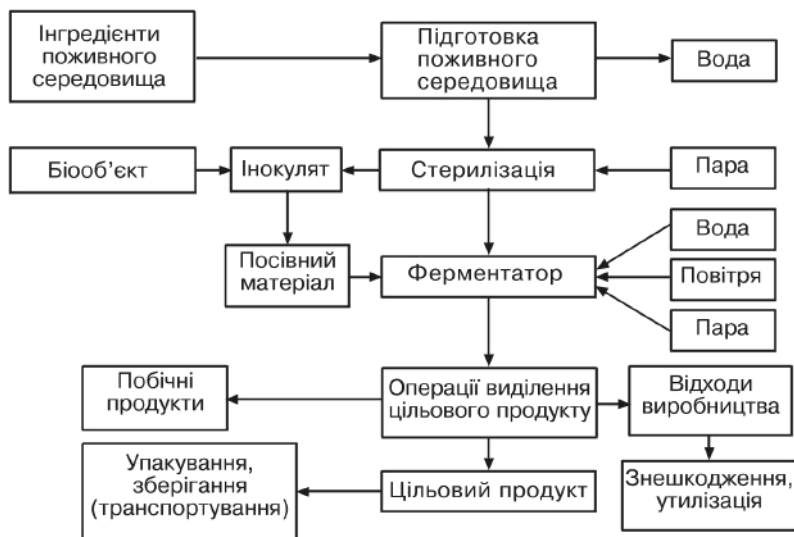 Інгредієнти
поживного
середовища
Підготовка
поживного
середовища
Вода
Біооб’єкт
Інокулят
Стерилізація
Пара
Посівний
матеріал
Ферментатор
Вода
Повітря
Пара
Побічні
продукти
Операції виділення
цільового продукту
Відходи
виробництва
Упакування,
зберігання
(транспортування)
Цільовий продукт
Знешкодження,
утилізація